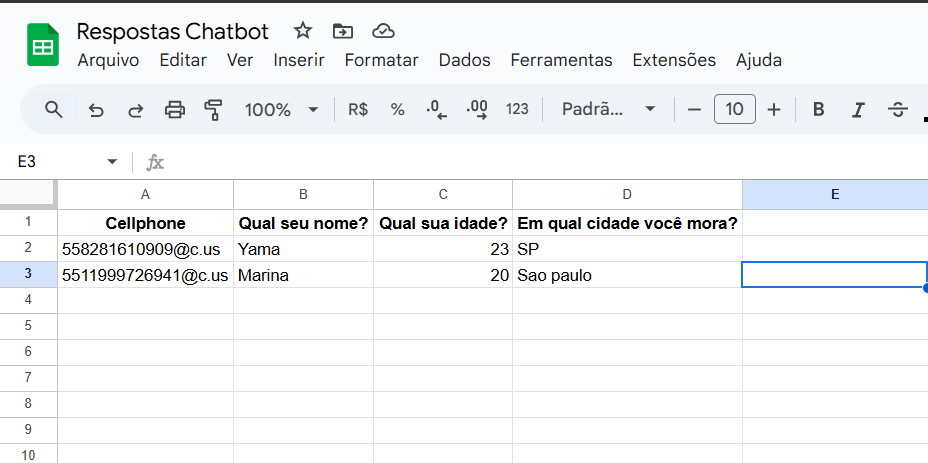 Respostas Chatbot
Arquivo Editar Ver Inserir Formatar Dados Ferramentas Extensões Ajuda
100% R$ % .0 .00 123 Padrã... − 10 + B I S
E3 fx
A B C D E
1 Cellphone Qual seu nome? Qual sua idade? Em qual cidade você mora?
2 558281610909@c.us Yama 23 SP
3 5511999726941@c.us Marina 20 Sao paulo
4
5
6
7
8
9
10